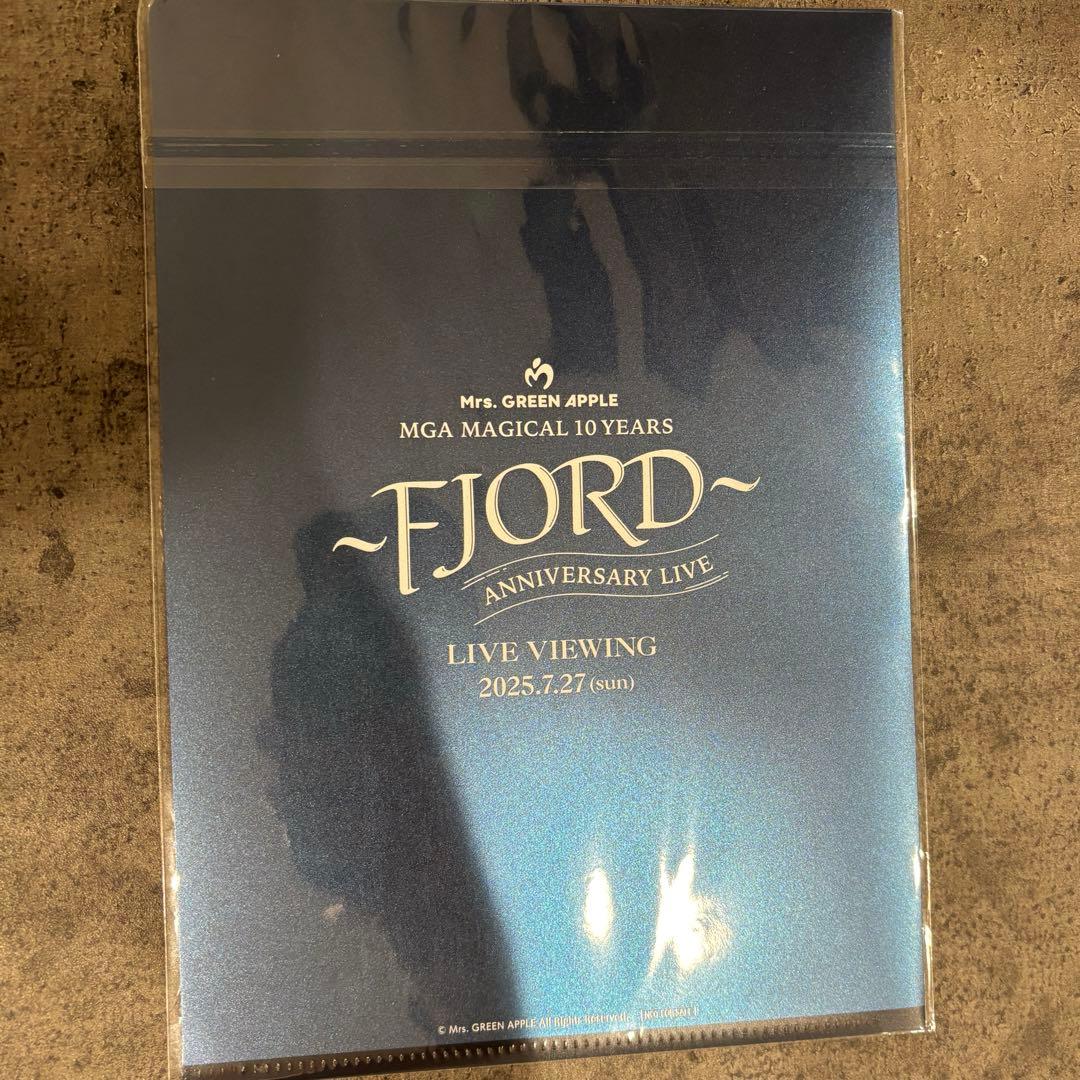 Mrs. GREEN APPLE
MGA MAGICAL 10 YEARS
~FJORD~
ANNIVERSARY LIVE
LIVE VIEWING
2025.7.27 (sun)
© Mrs. GREEN APPLE All Rights Reserved.